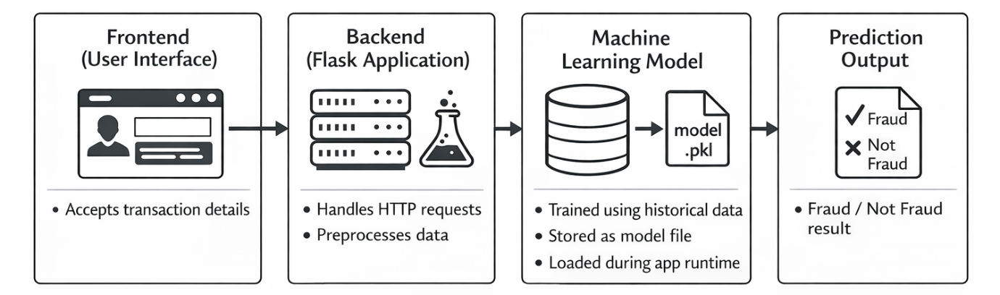 Frontend
(User Interface)
• Accepts transaction details
Backend
(Flask Application)
• Handles HTTP requests
• Preprocesses data
Machine
Learning Model
model
.pkl
• Trained using historical data
• Stored as model file
• Loaded during app runtime
Prediction
Output
Fraud
Not
Fraud
• Fraud / Not Fraud
result